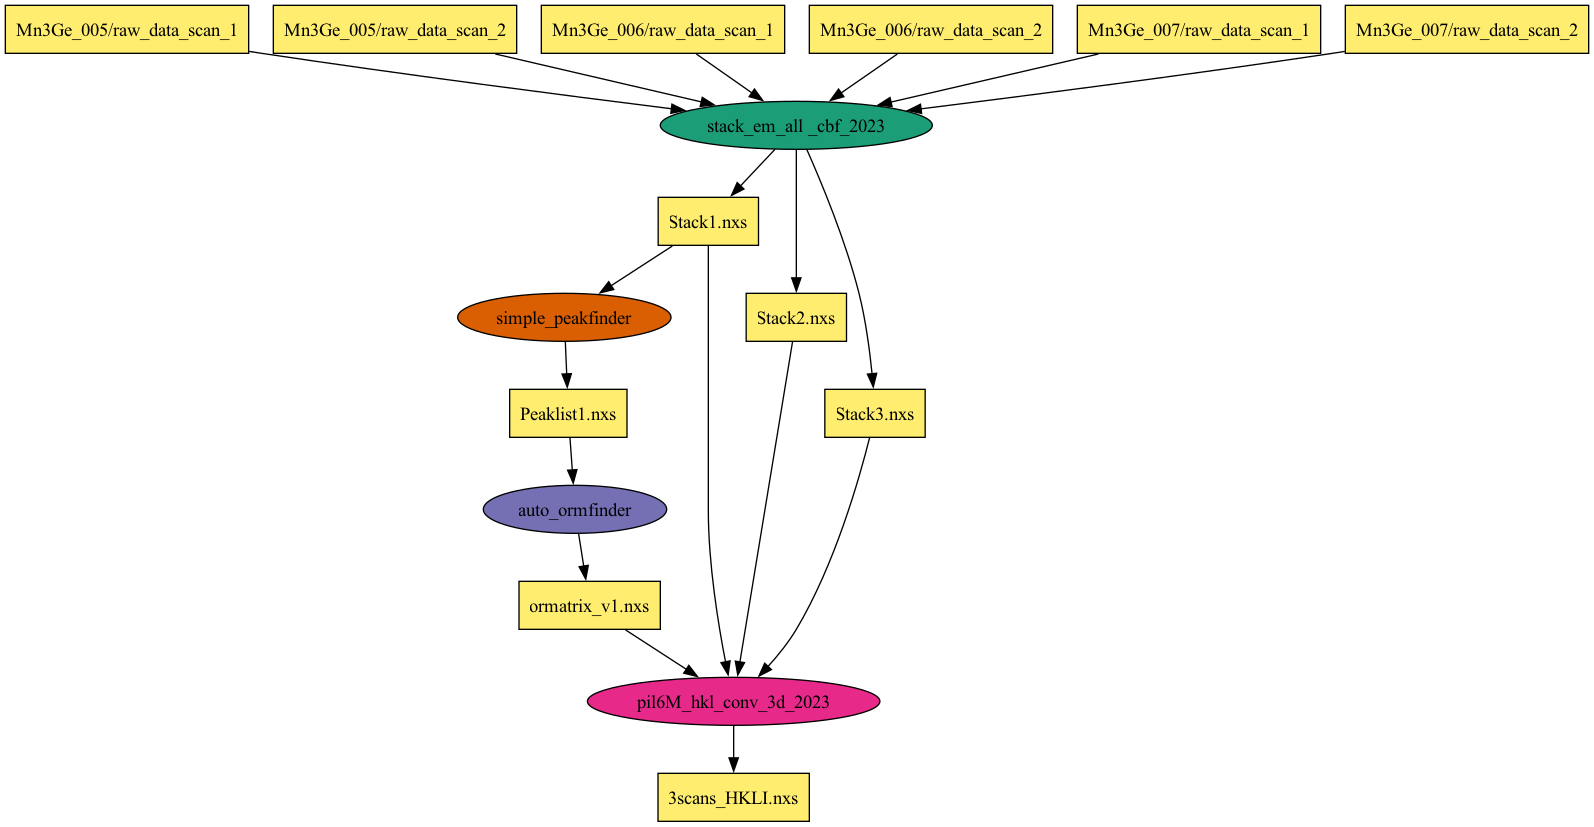 Mn3Ge_005/raw_data_scan_1
Mn3Ge_005/raw_data_scan_2
Mn3Ge_006/raw_data_scan_1
Mn3Ge_006/raw_data_scan_2
Mn3Ge_007/raw_data_scan_1
Mn3Ge_007/raw_data_scan_2
stack_em_all _cbf_2023
Stack1.nxs
simple_peakfinder
Stack2.nxs
Peaklist1.nxs
Stack3.nxs
auto_ormfinder
ormatrix_v1.nxs
pil6M_hkl_conv_3d_2023
3scans_HKLI.nxs